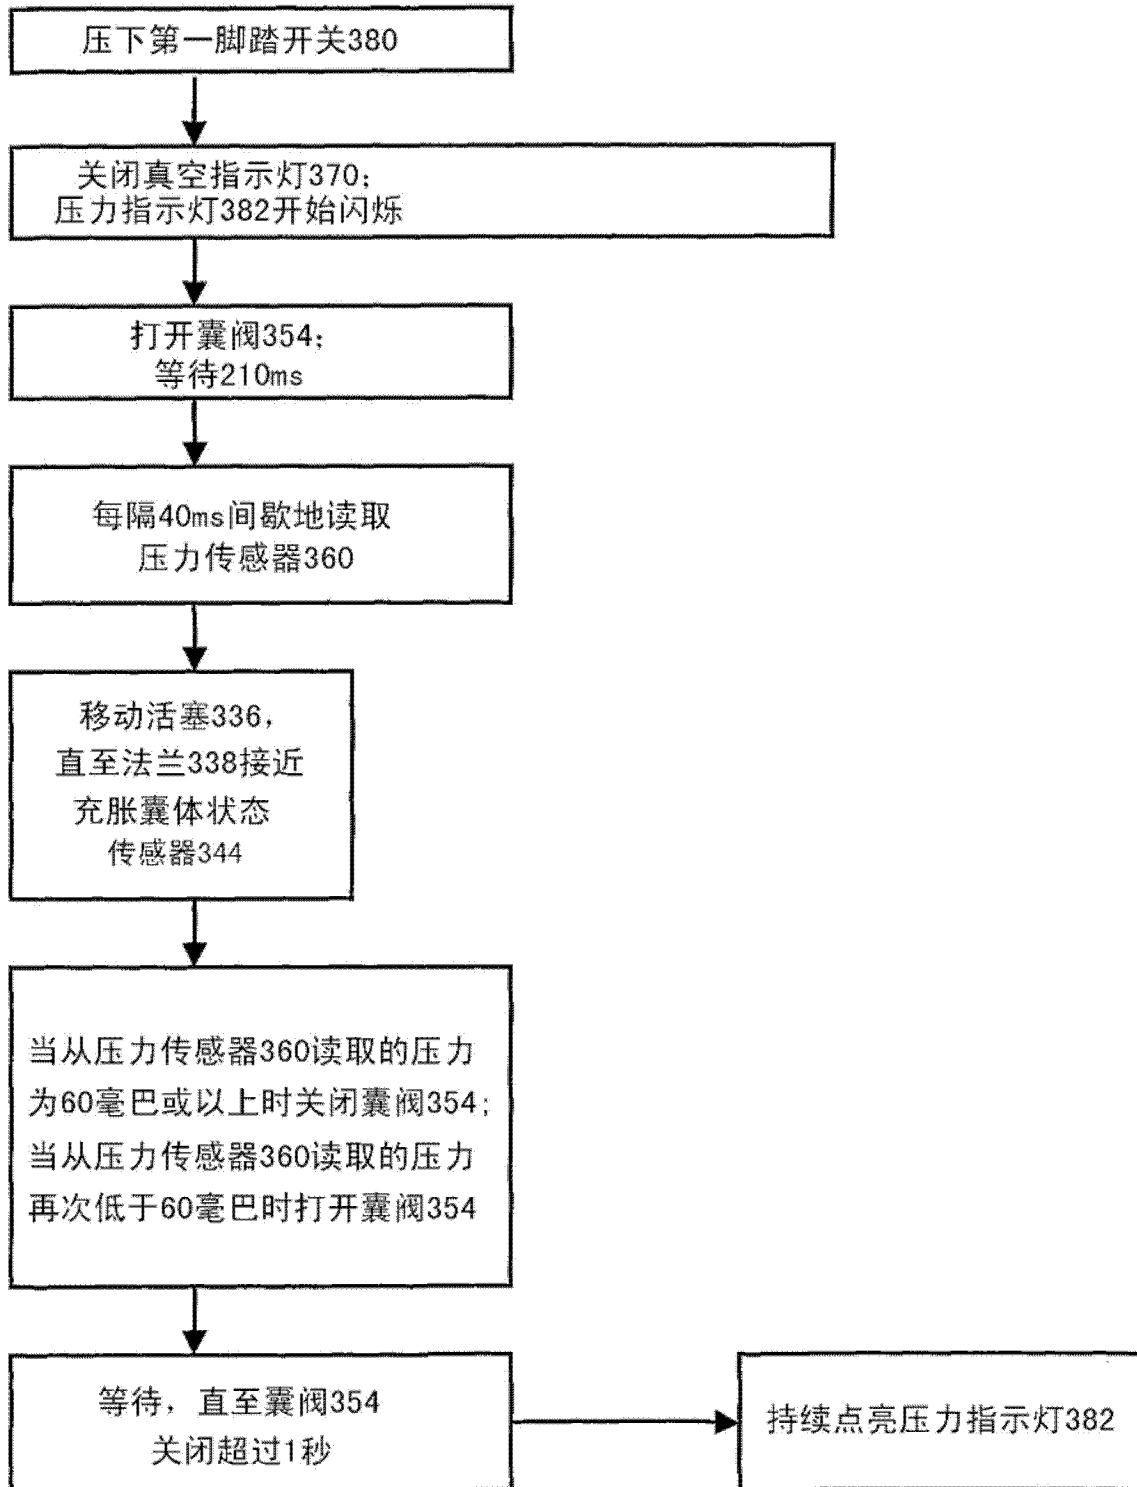 压下第一脚踏开关380
关闭真空指示灯370；
压力指示灯382开始闪烁
打开囊阀354；
等待210ms
每隔40ms间歇地读取
压力传感器360
移动活塞336，
直至法兰338接近
充胀囊体状态
传感器344
当从压力传感器360读取的压力
为60毫巴或以上时关闭囊阀354；
当从压力传感器360读取的压力
再次低于60毫巴时打开囊阀354
等待，直至囊阀354
关闭超过1秒
持续点亮压力指示灯382